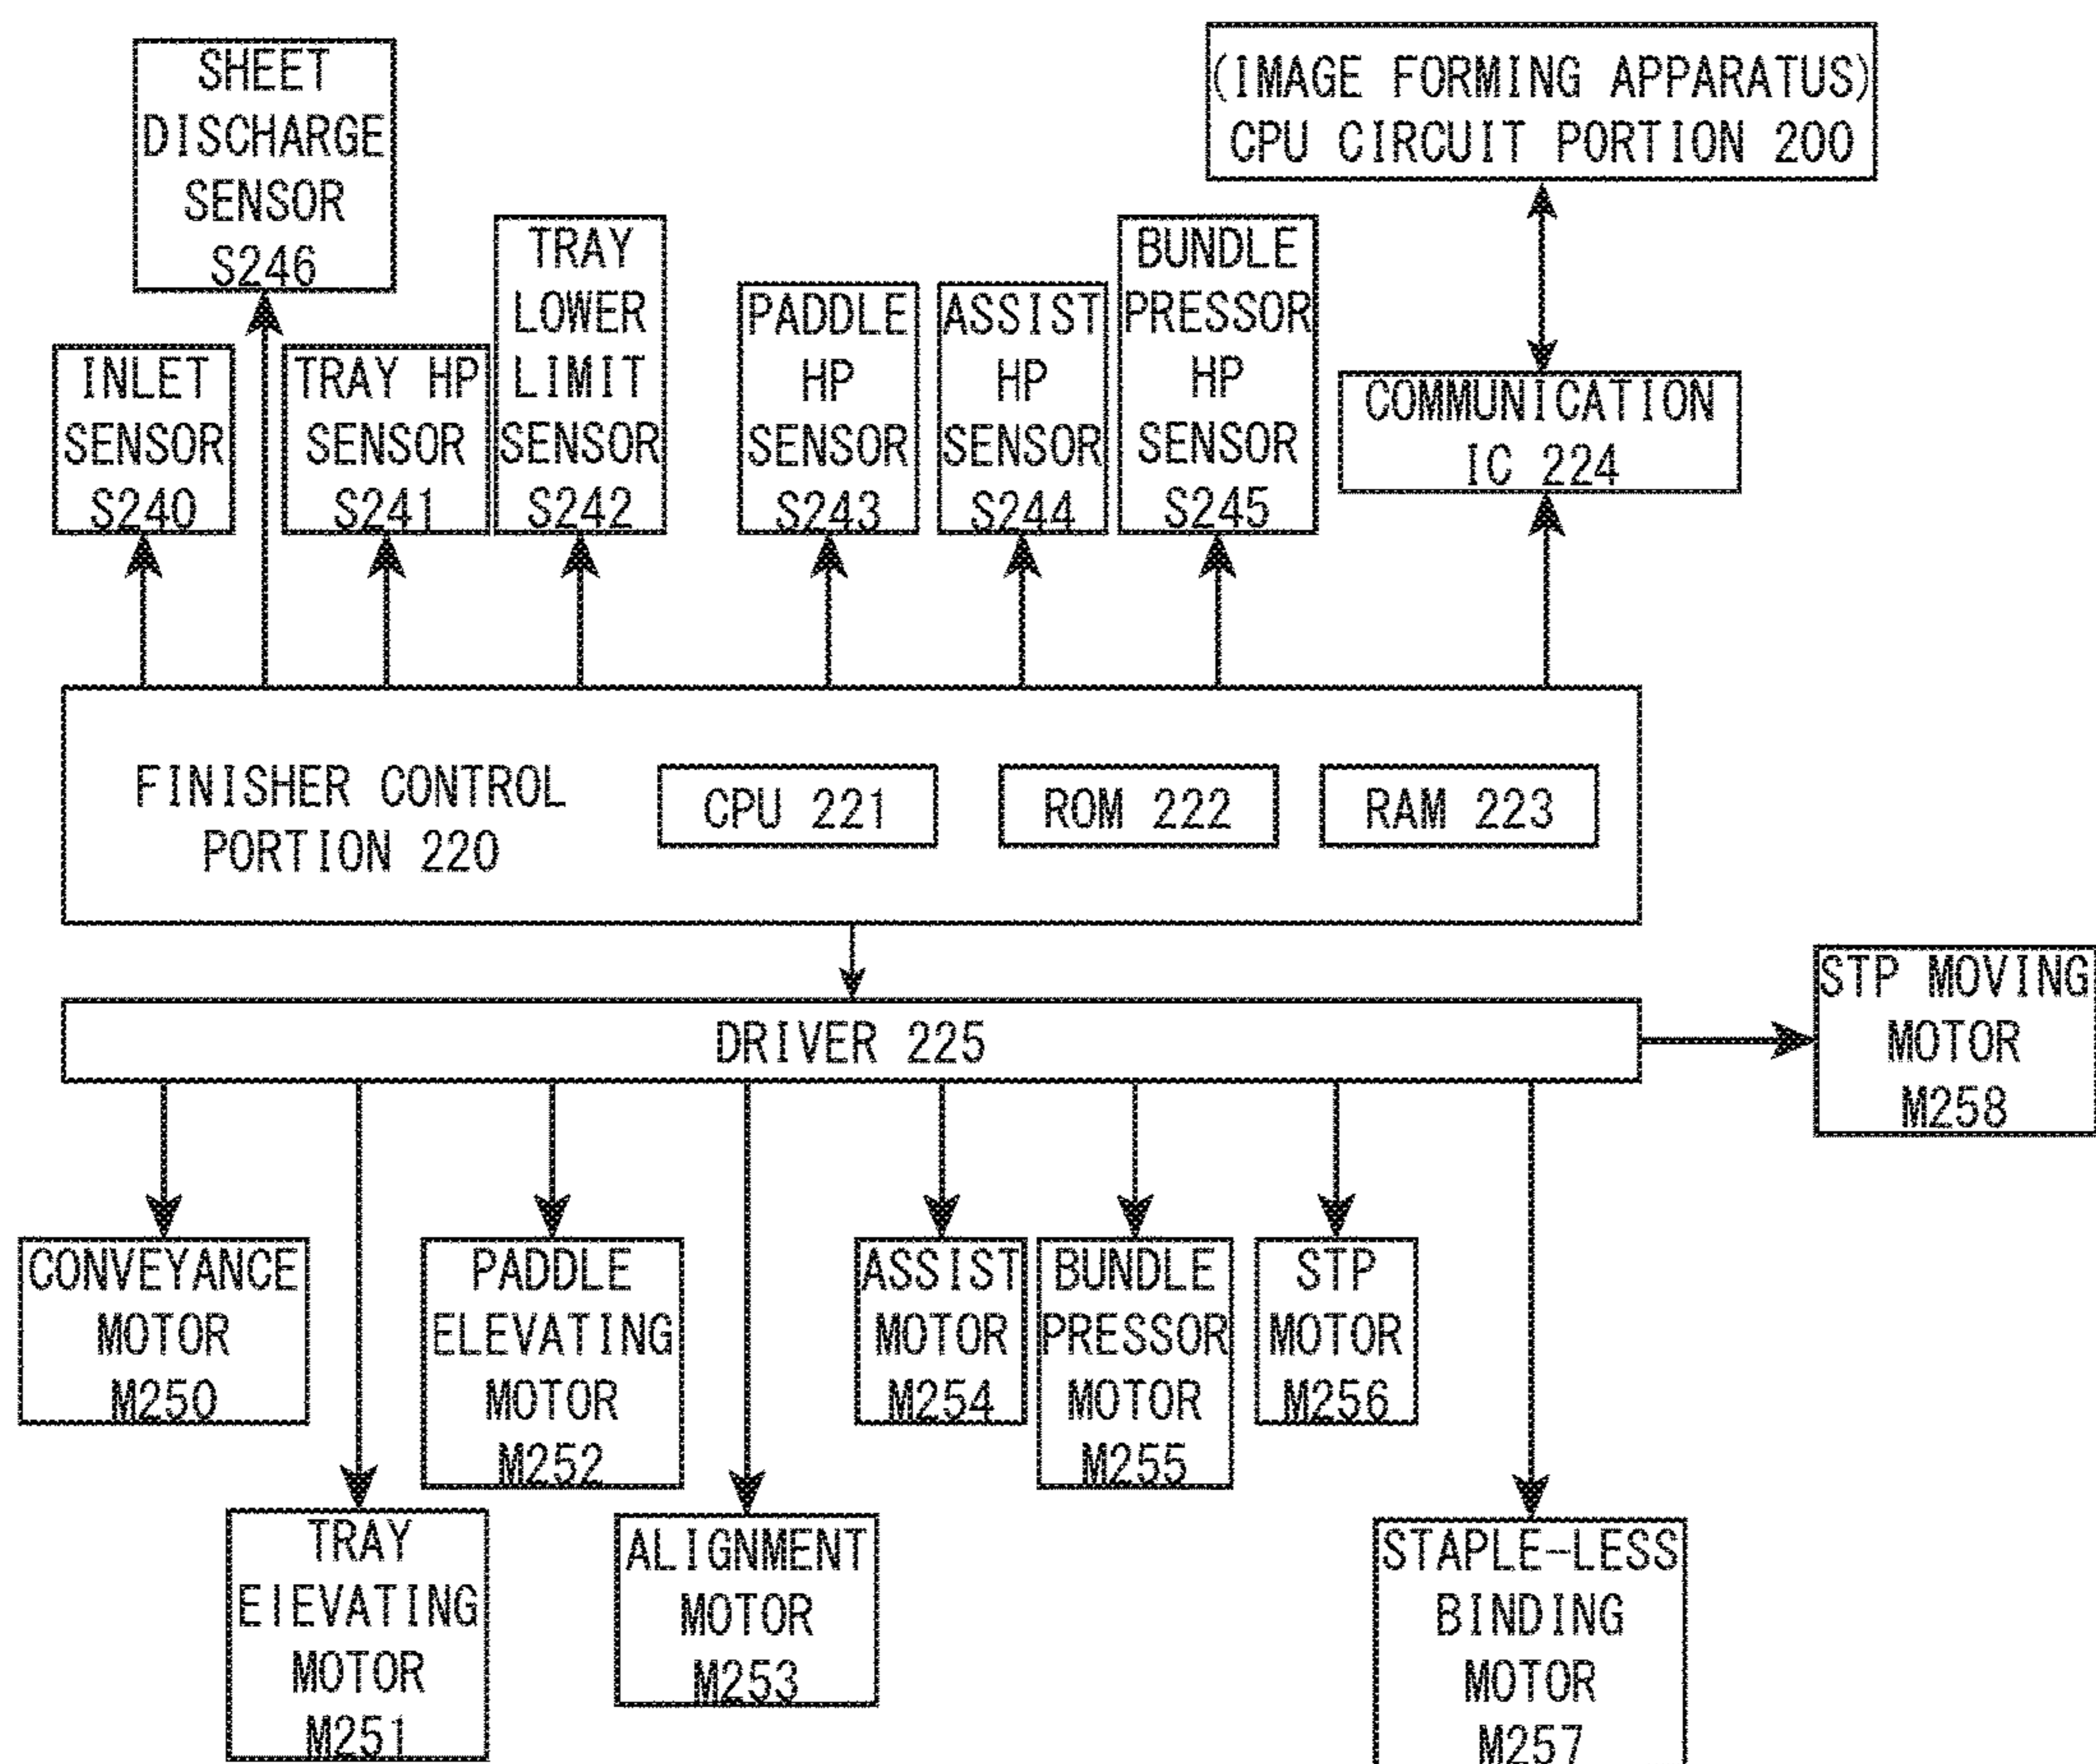 SHEET
DISCHARGE
SENSOR
S246
(IMAGE FORMING APPARATUS)
CPU CIRCUIT PORTION 200
INLET
SENSOR
S240
TRAY HP
SENSOR
S241
TRAY
LOWER
LIMIT
SENSOR
S242
PADDLE
HP
SENSOR
S243
ASSIST
HP
SENSOR
S244
BUNDLE
PRESSOR
HP
SENSOR
S245
COMMUNICATION
IC 224
FINISHER CONTROL
PORTION 220
CPU 221
ROM 222
RAM 223
DRIVER 225
STP MOVING
MOTOR
M258
CONVEYANCE
MOTOR
M250
TRAY
ElEVATING
MOTOR
M251
PADDLE
ELEVATING
MOTOR
M252
ALIGNMENT
MOTOR
M253
ASSIST
MOTOR
M254
BUNDLE
PRESSOR
MOTOR
M255
STP
MOTOR
M256
STAPLE-LESS
BINDING
MOTOR
M257